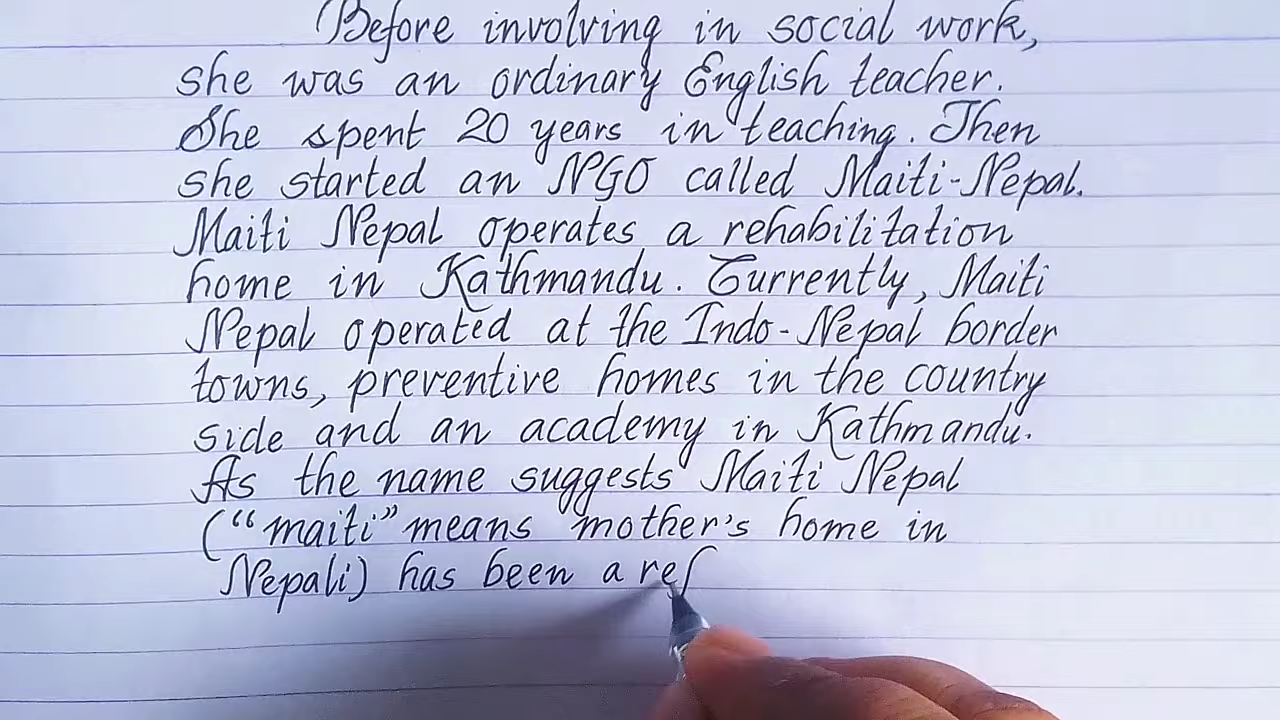 Before involving in social work,
she was an ordinary English teacher.
She spent 20 years in teaching. Then
she started an NGO called Maiti-Nepal.
Maiti Nepal operates a rehabilitation
home in Kathmandu. Currently, Maiti
Nepal operated at the Indo-Nepal border
towns, preventive homes in the country
side and an academy in Kathmandu.
As the name suggests Maiti Nepal
("maiti" means mother's home in
Nepali) has been a ref